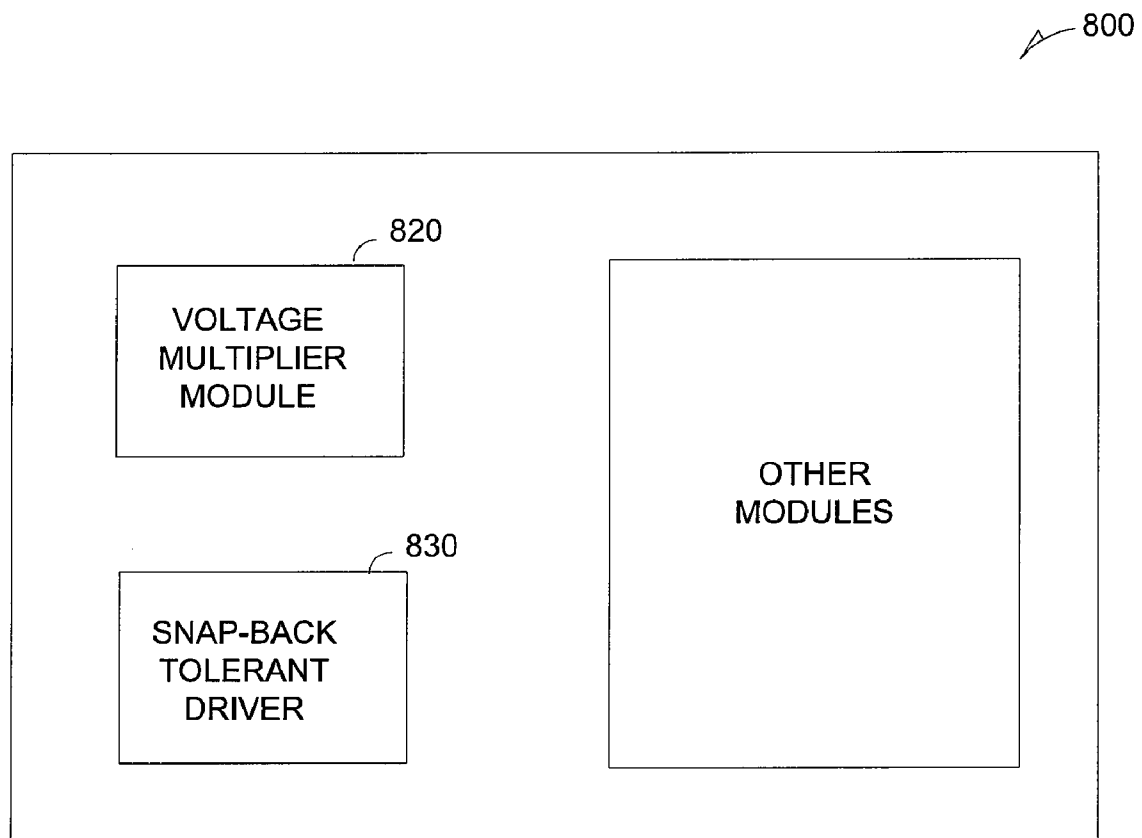 800
820
VOLTAGE
MULTIPLIER
MODULE
OTHER
MODULES
830
SNAP-BACK
TOLERANT
DRIVER